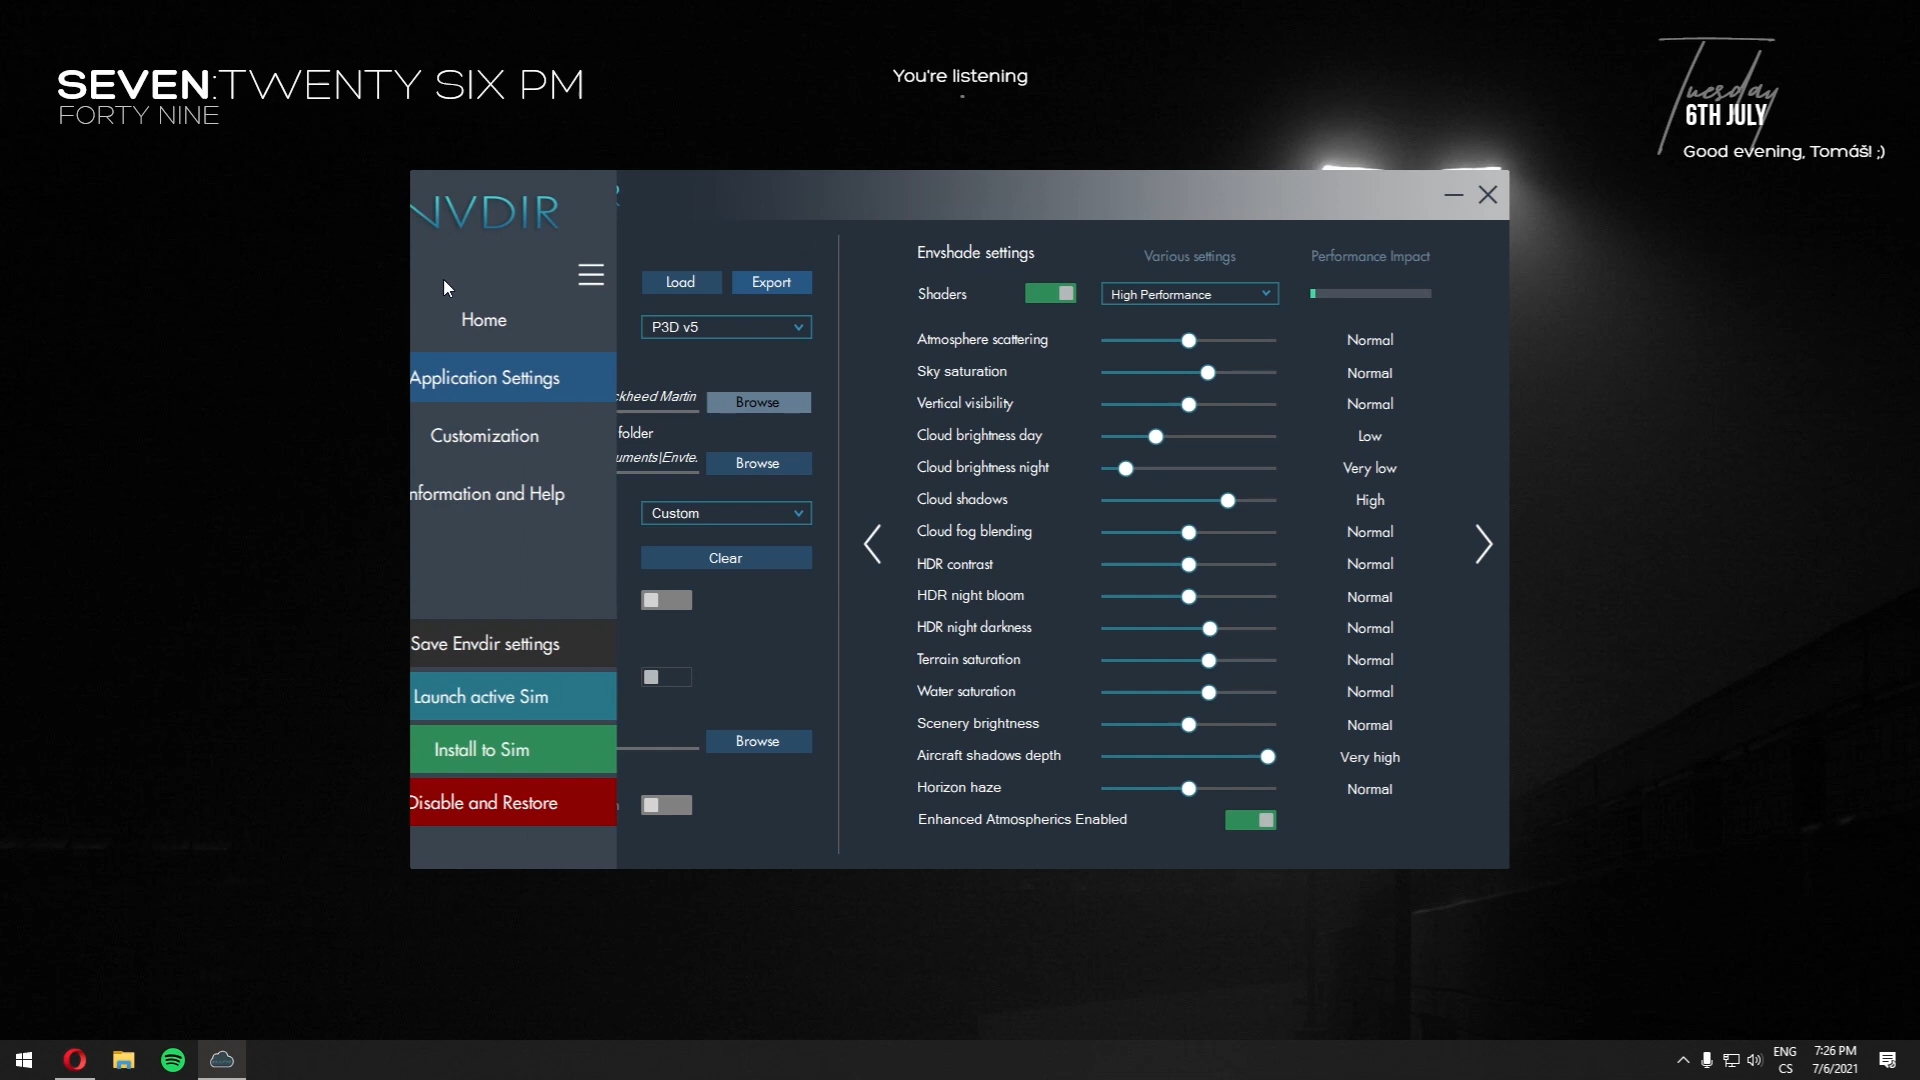 SEVEN:TWENTY SIX PM
FORTY NINE
You're listening
-
Tuesday
6TH JULY
Good evening, Tomáš! ;)
NVDIR
R
Home
Application Settings
Customization
nformation and Help
Save Envdir settings
Launch active Sim
Install to Sim
Disable and Restore
Load
Export
P3D v5
ckheed Martin
Browse
folder
uments|Envte.
Browse
Custom
Clear
Browse
Envshade settings
Various settings
Performance Impact
Shaders
High Performance
Atmosphere scattering
Normal
Sky saturation
Normal
Vertical visibility
Normal
Cloud brightness day
Low
Cloud brightness night
Very low
Cloud shadows
High
Cloud fog blending
Normal
HDR contrast
Normal
HDR night bloom
Normal
HDR night darkness
Normal
Terrain saturation
Normal
Water saturation
Normal
Scenery brightness
Normal
Aircraft shadows depth
Very high
Horizon haze
Normal
Enhanced Atmospherics Enabled
ENG
CS
7:26 PM
7/6/2021